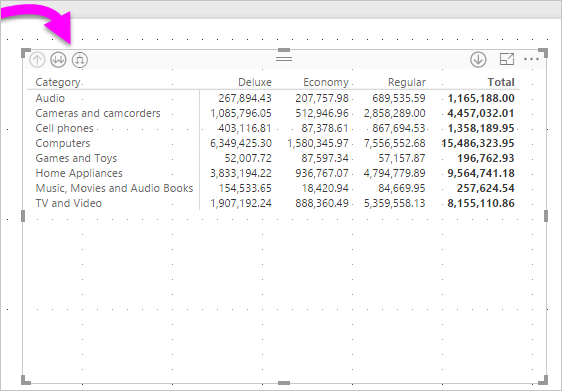 Category Deluxe Economy Regular Total
Audio 267,894.43 207,757.98 689,535.59 1,165,188.00
Cameras and camcorders 1,085,796.05 512,946.96 2,858,289.00 4,457,032.01
Cell phones 403,116.81 87,378.61 867,694.53 1,358,189.95
Computers 6,349,425.30 1,580,345.97 7,556,552.68 15,486,323.95
Games and Toys 52,007.72 87,597.34 57,157.87 196,762.93
Home Appliances 3,833,194.22 936,767.07 4,794,779.89 9,564,741.18
Music, Movies and Audio Books 154,533.65 18,420.94 84,669.95 257,624.54
TV and Video 1,907,192.24 888,360.49 5,359,558.13 8,155,110.86